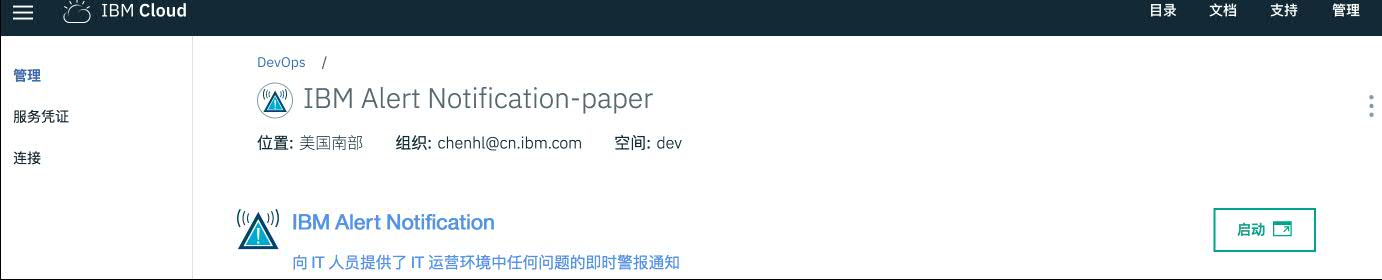 IBM Cloud 目录 文档 支持 管理
管理
服务凭证
连接
DevOps /
IBM Alert Notification-paper
位置: 美国南部 组织: chenhl@cn.ibm.com 空间: dev
IBM Alert Notification
启动
向 IT 人员提供了 IT 运营环境中任何问题的即时警报通知